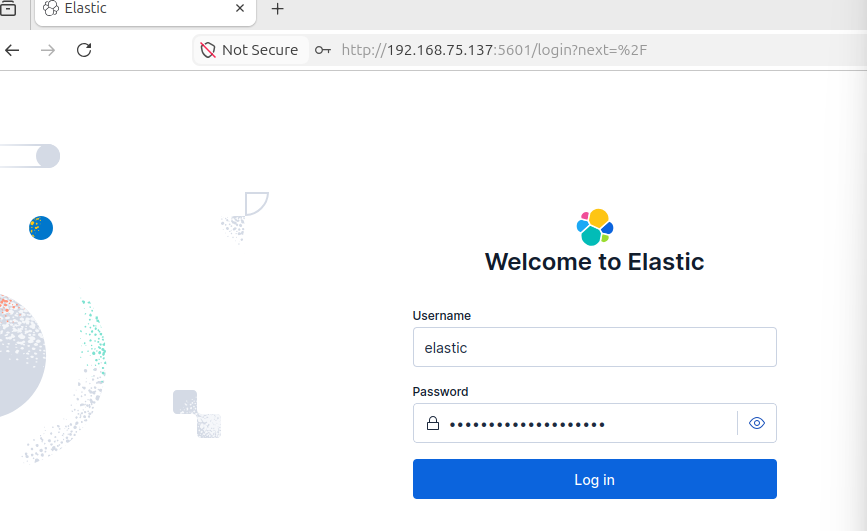 Elastic
Not Secure
http://192.168.75.137:5601/login?next=%2F
Welcome to Elastic
Username
elastic
Password
••••••••••••••••••••
Log in